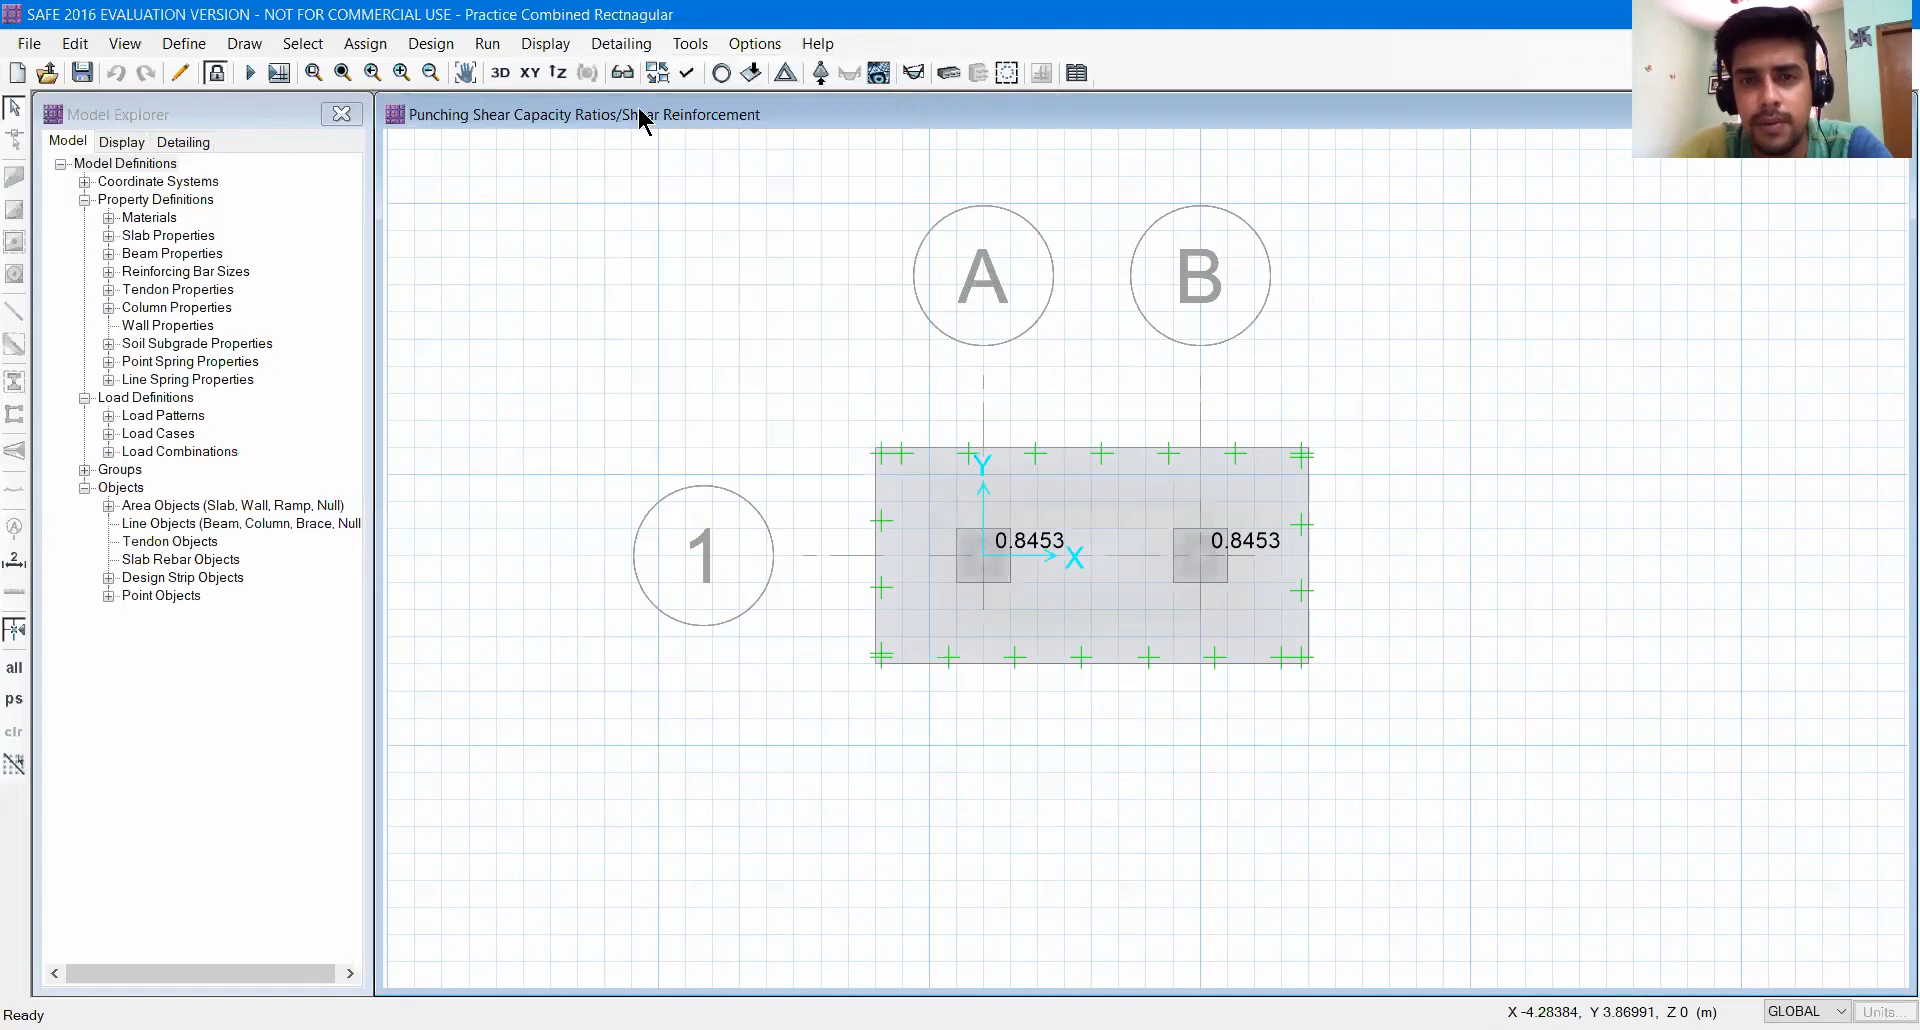 SAFE 2016 EVALUATION VERSION - NOT FOR COMMERCIAL USE - Practice Combined Rectnagular
File Edit View Define Draw Select Assign Design Run Display Detailing Tools Options Help
3D XY Z
Model Explorer
Punching Shear Capacity Ratios/Shear Reinforcement
Model Display Detailing
Model Definitions
Coordinate Systems
Property Definitions
Materials
Slab Properties
Beam Properties
Reinforcing Bar Sizes
Tendon Properties
Column Properties
Wall Properties
Soil Subgrade Properties
Point Spring Properties
Line Spring Properties
Load Definitions
Load Patterns
Load Cases
Load Combinations
Groups
Objects
Area Objects (Slab, Wall, Ramp, Null)
Line Objects (Beam, Column, Brace, Null
Tendon Objects
Slab Rebar Objects
Design Strip Objects
Point Objects
2
all
ps
clr
A B
Y
0.8453 0.8453
1 X
Ready
X -4.28384, Y 3.86991, Z 0 (m)
GLOBAL
Units...